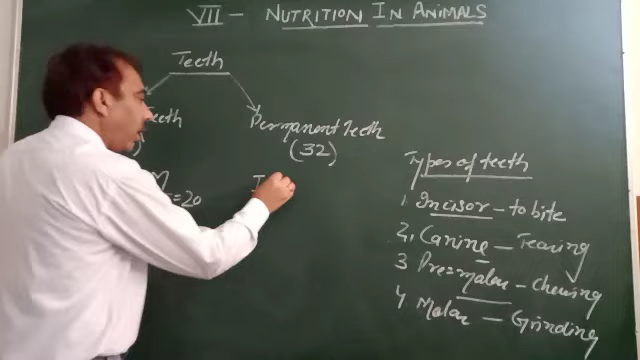 VII - NUTRITION IN ANIMALS
Teeth
Teeth
Permanent Teeth
(32)
M
=20
I
Types of teeth
1. Incisor - to bite
2. Canine - Tearing
3 Pre=molar - chewing
4 Molar - Grinding